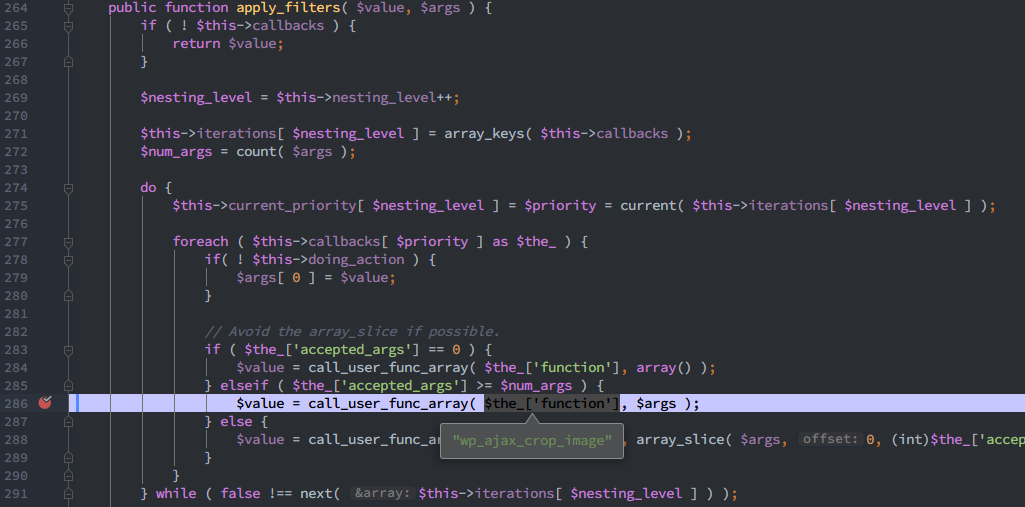 264 public function apply_filters( $value, $args ) {
265 if ( ! $this->callbacks ) {
266 return $value;
267 }
268
269 $nesting_level = $this->nesting_level++;
270
271 $this->iterations[ $nesting_level ] = array_keys( $this->callbacks );
272 $num_args = count( $args );
273
274 do {
275 $this->current_priority[ $nesting_level ] = $priority = current( $this->iterations[ $nesting_level ] );
276
277 foreach ( $this->callbacks[ $priority ] as $the_ ) {
278 if( ! $this->doing_action ) {
279 $args[ 0 ] = $value;
280 }
281
282 // Avoid the array_slice if possible.
283 if ( $the_['accepted_args'] == 0 ) {
284 $value = call_user_func_array( $the_['function'], array() );
285 } elseif ( $the_['accepted_args'] >= $num_args ) {
286 $value = call_user_func_array( $the_['function'], $args );
287 } else {
288 $value = call_user_func_ar , array_slice( $args, offset: 0, (int)$the_['accep
"wp_ajax_crop_image"
289 }
290 }
291 } while ( false !== next( &array: $this->iterations[ $nesting_level ] ) );